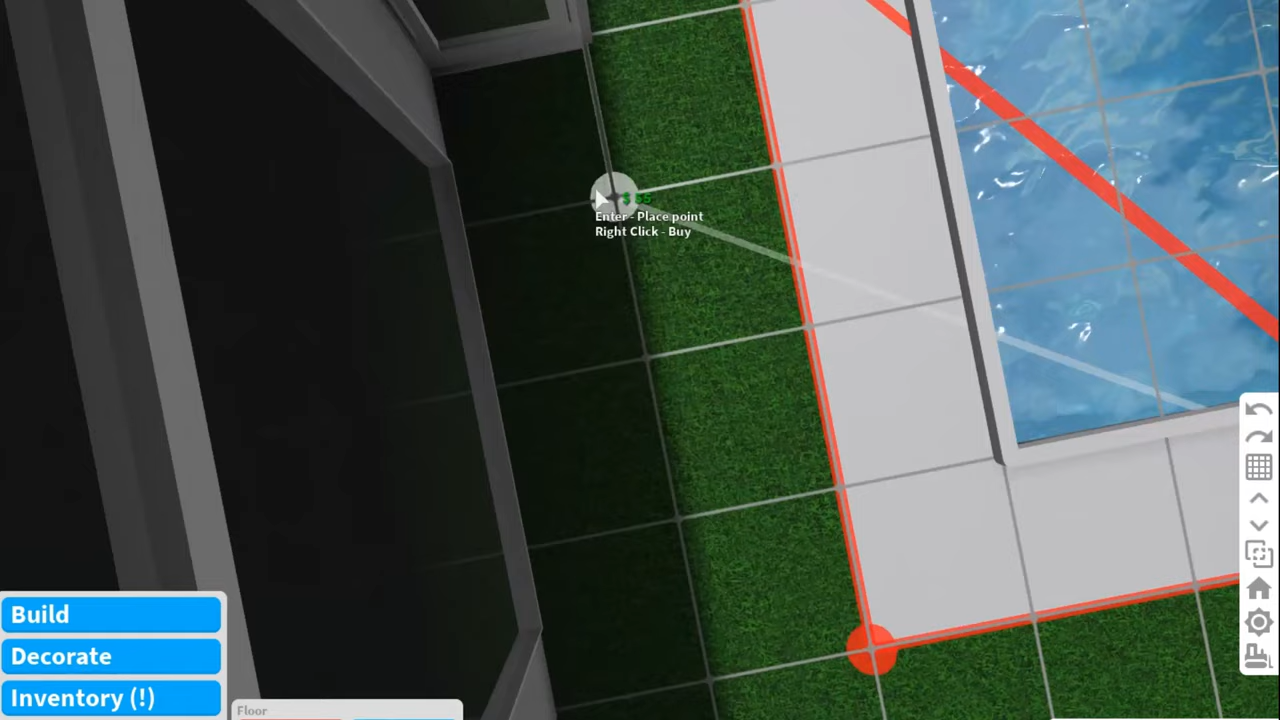 Enter - Place point
Right Click - Buy
Build
Decorate
Inventory (!)
Floor